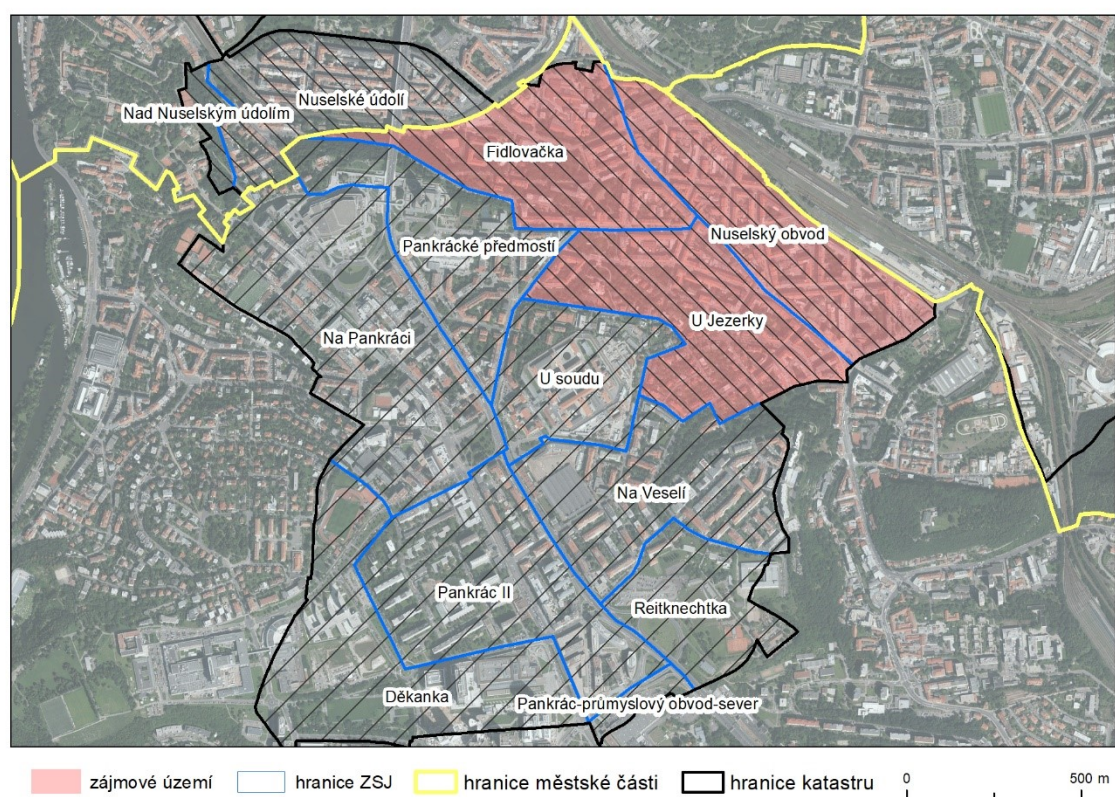 Nuselské údolí
Nad Nuselským údolím
Fidlovačka
Nuselský obvod
Pankrácké předmostí
U Jezerky
Na Pankráci
U soudu
Na Veselí
Pankrác II
Reitknechtka
Děkanka
Pankrác-průmyslový obvod-sever
zájmové území
hranice ZSJ
hranice městské části
hranice katastru
0
500 m